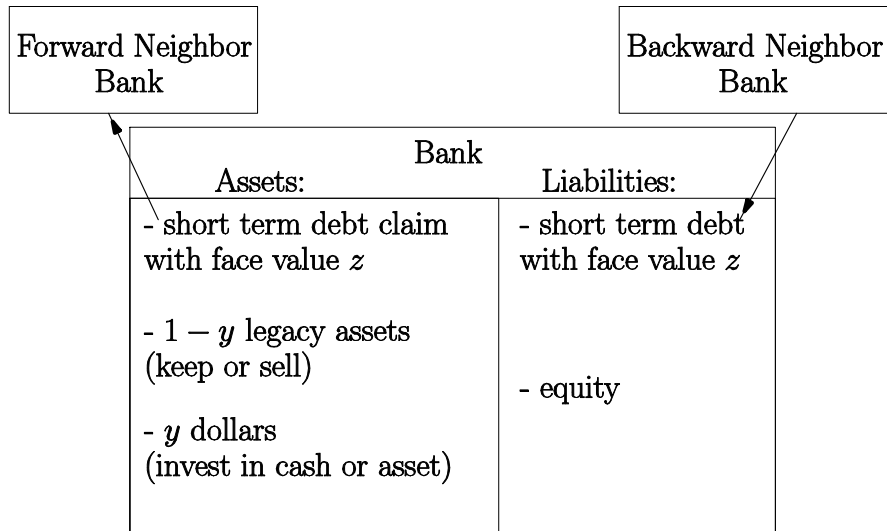 Forward Neighbor
Bank
Backward Neighbor
Bank
Bank
Assets:
Liabilities:
- short term debt claim
with face value z
- 1 − y legacy assets
(keep or sell)
- y dollars
(invest in cash or asset)
- short term debt
with face value z
- equity